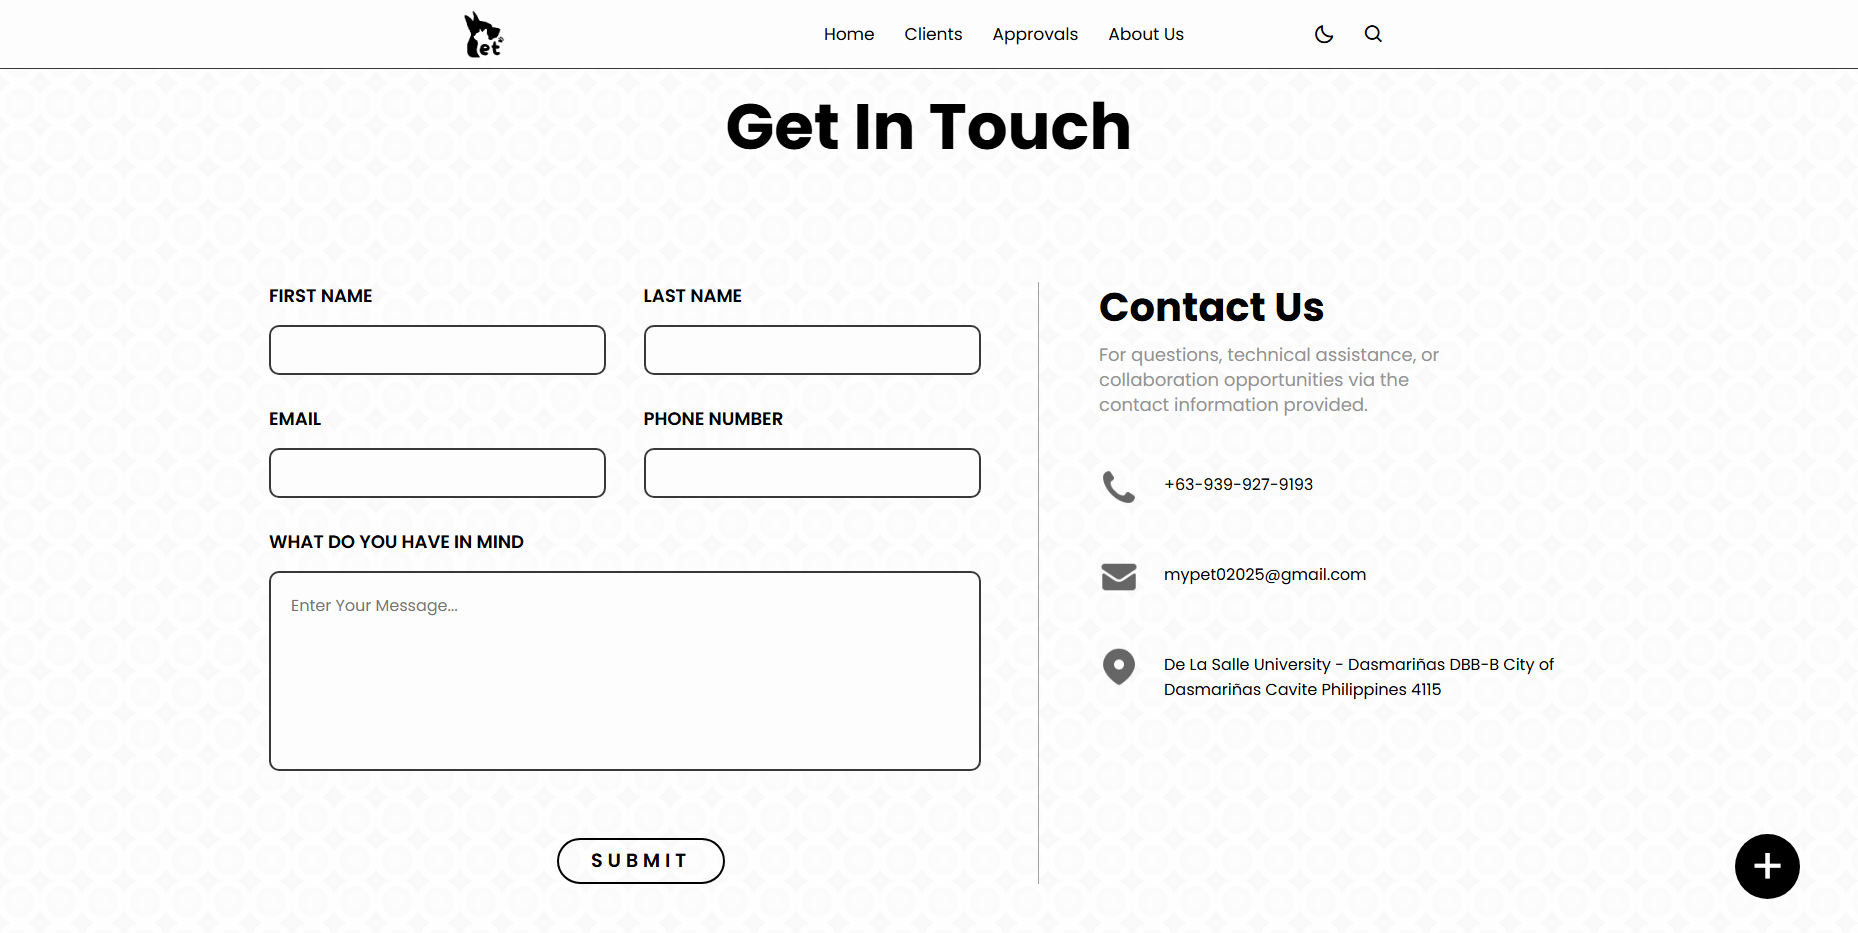 et
Home Clients Approvals About Us
Get In Touch
FIRST NAME
LAST NAME
EMAIL
PHONE NUMBER
WHAT DO YOU HAVE IN MIND
Enter Your Message...
SUBMIT
Contact Us
For questions, technical assistance, or
collaboration opportunities via the
contact information provided.
+63-939-927-9193
mypet02025@gmail.com
De La Salle University - Dasmariñas DBB-B City of
Dasmariñas Cavite Philippines 4115